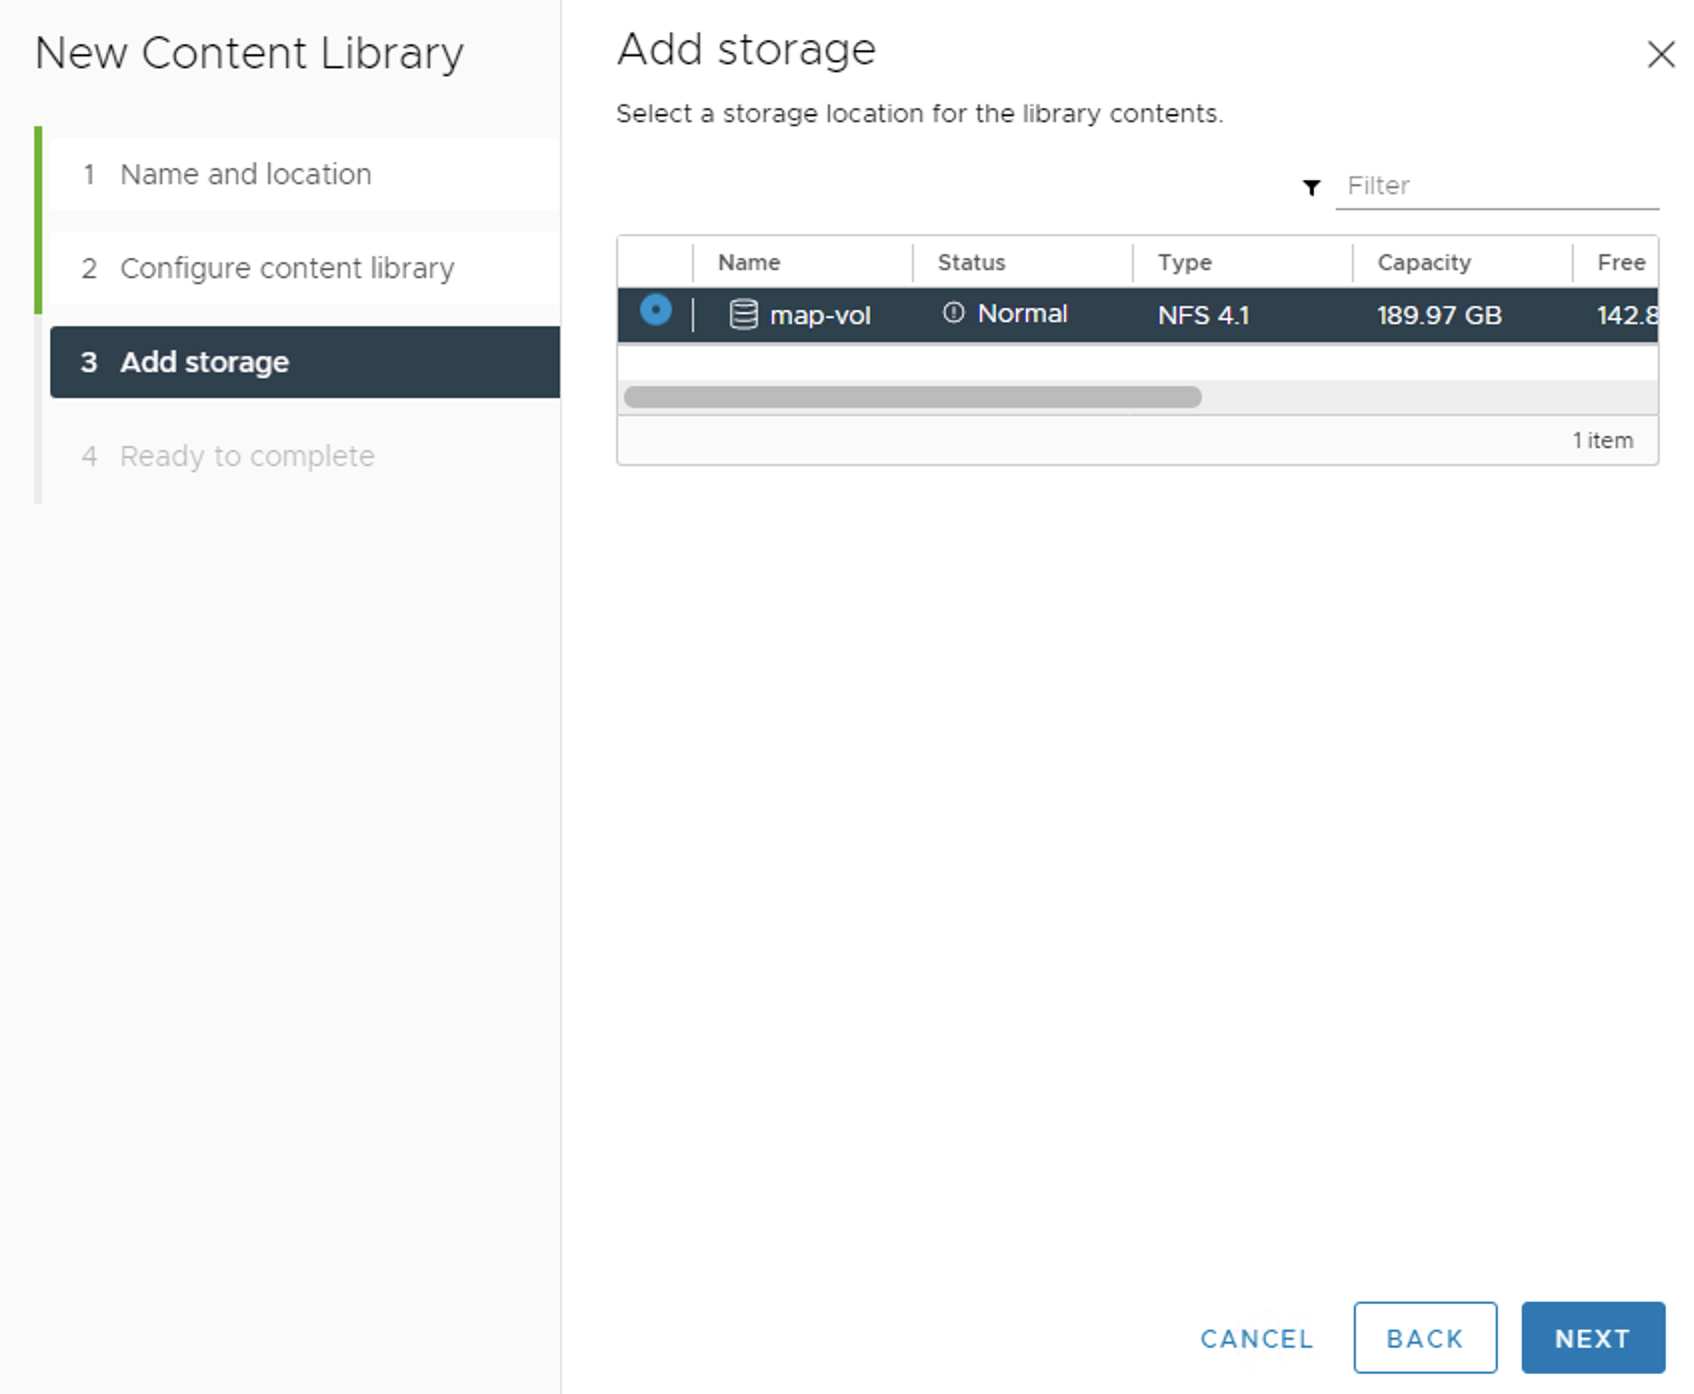 New Content Library
1 Name and location
2 Configure content library
3 Add storage
4 Ready to complete
Add storage
Select a storage location for the library contents.
Filter
Name Status Type Capacity Free
map-vol Normal NFS 4.1 189.97 GB 142.8
1 item
CANCEL BACK NEXT